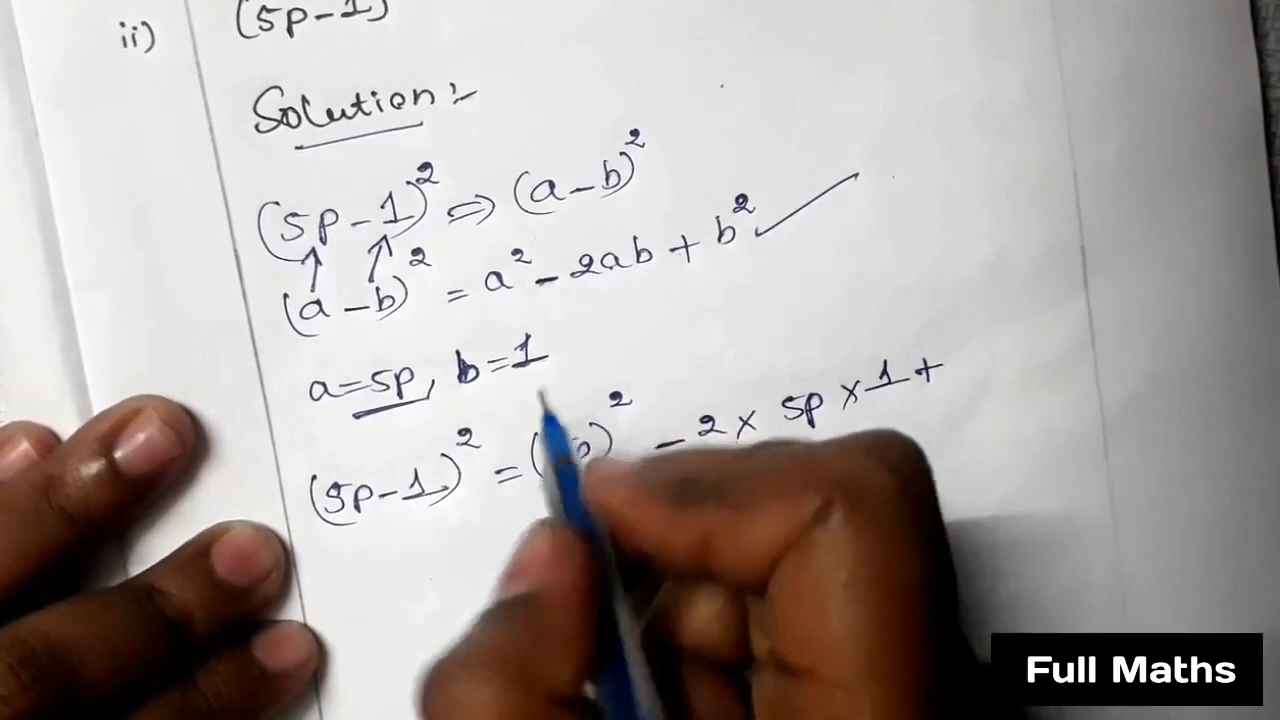 ii) (5p-1)
Solution :-
(5p-1)² ⇒ (a-b)²
(a-b)² = a² - 2ab + b²
a=5p, b=1
(5p-1)² = ( )² - 2 × 5p × 1 +
Full Maths